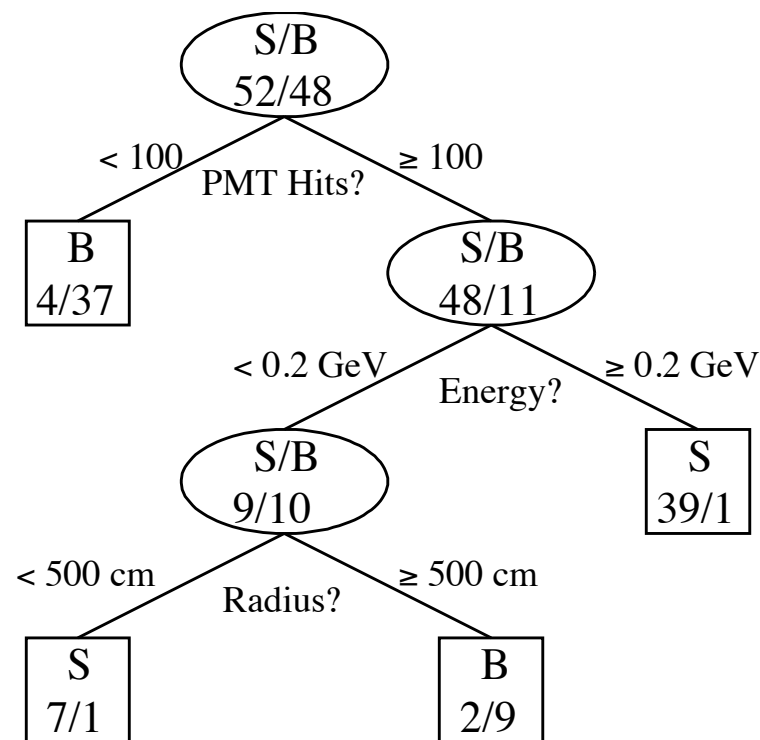 S/B
52/48
< 100
≥ 100
PMT Hits?
B
4/37
S/B
48/11
< 0.2 GeV
≥ 0.2 GeV
Energy?
S/B
9/10
S
39/1
< 500 cm
≥ 500 cm
Radius?
S
7/1
B
2/9